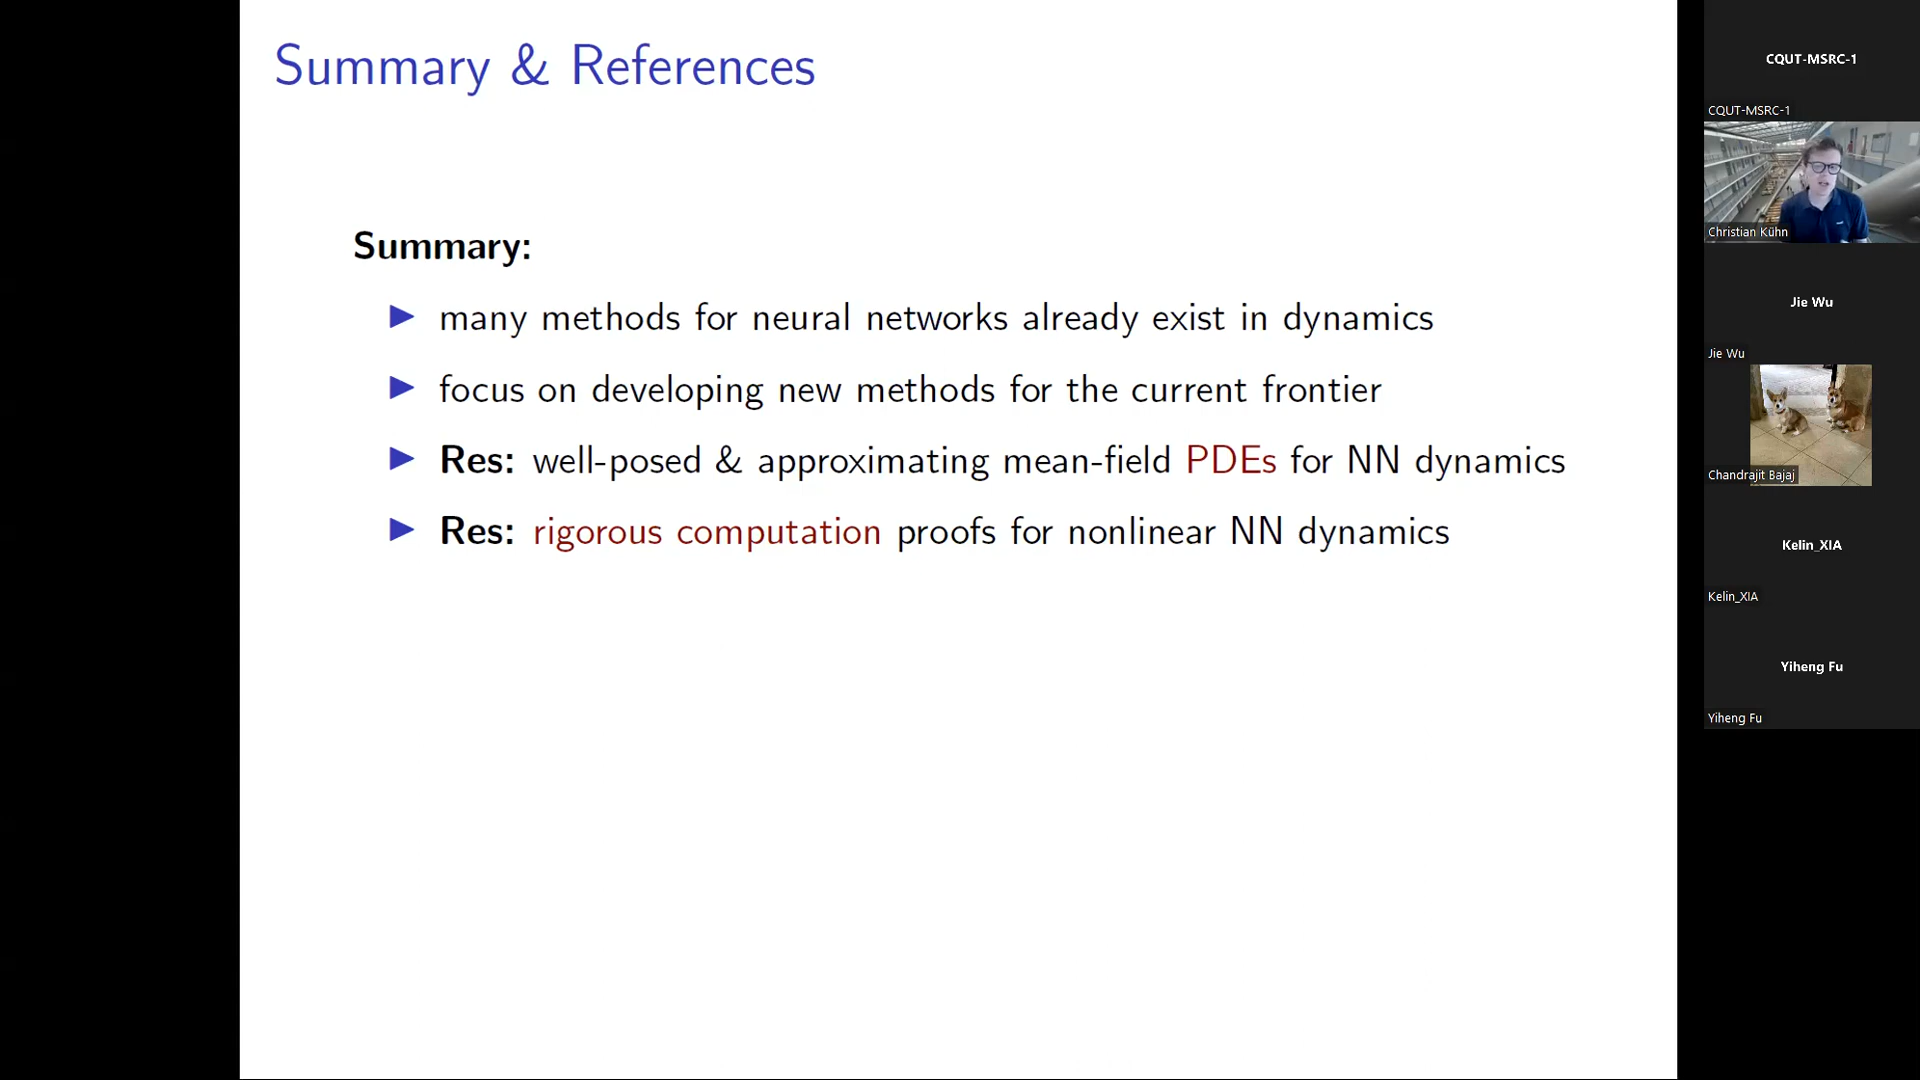 Summary & References
Summary:
many methods for neural networks already exist in dynamics
focus on developing new methods for the current frontier
Res: well-posed & approximating mean-field PDEs for NN dynamics
Res: rigorous computation proofs for nonlinear NN dynamics
CQUT-MSRC-1
CQUT-MSRC-1
Christian Kühn
Jie Wu
Jie Wu
Chandrajit Bajaj
Kelin_XIA
Kelin_XIA
Yiheng Fu
Yiheng Fu